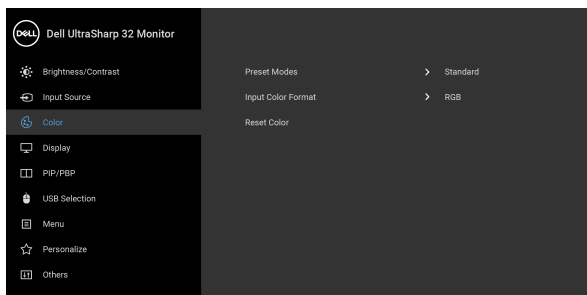 DELL Dell UltraSharp 32 Monitor
Brightness/Contrast
Preset Modes Standard
Input Source
Input Color Format RGB
Color
Reset Color
Display
PIP/PBP
USB Selection
Menu
Personalize
Others